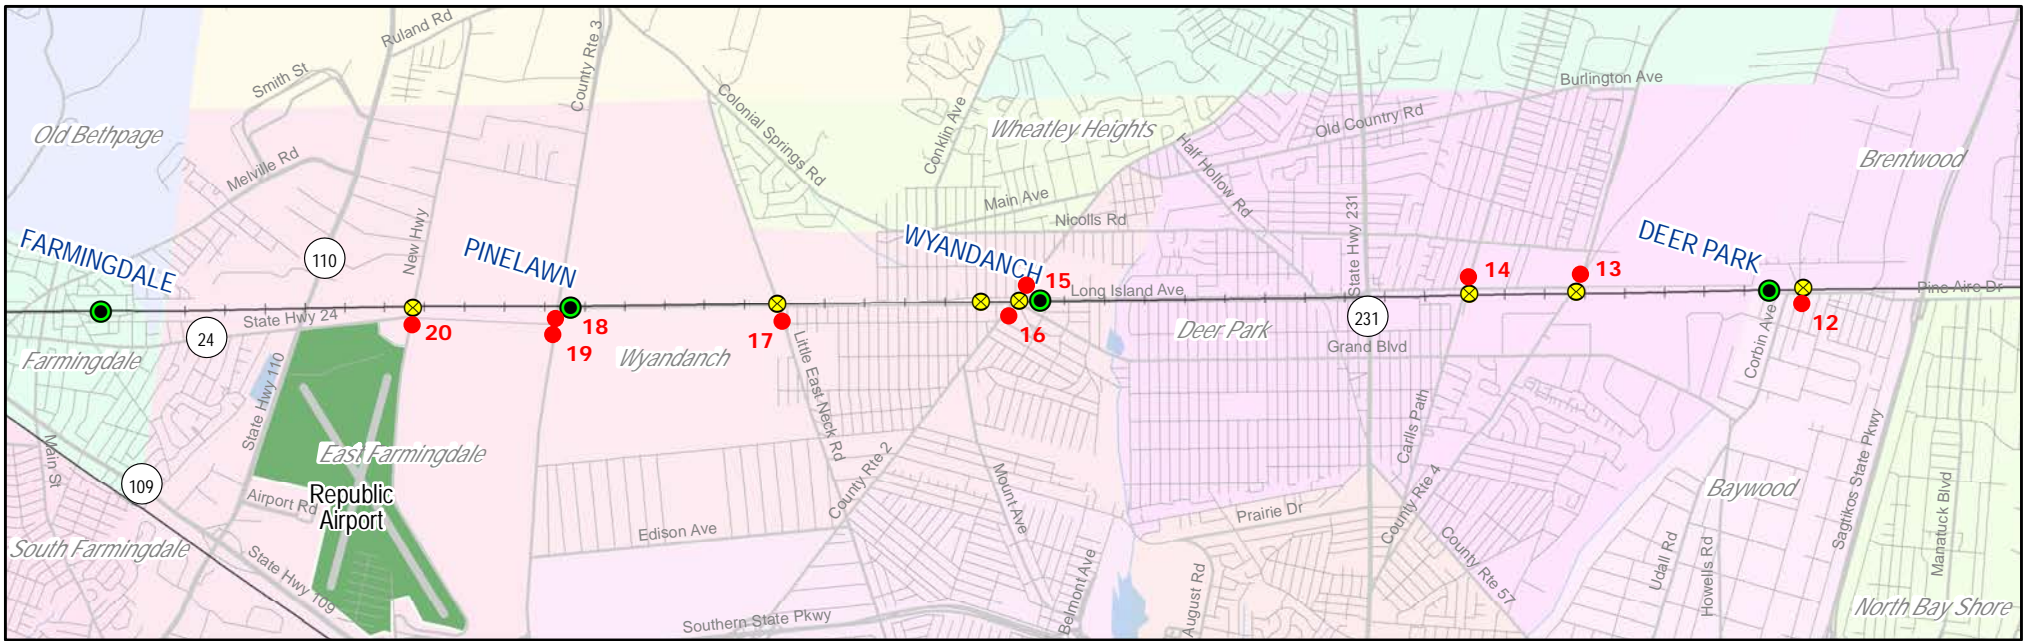 Ruland Rd
County Rte 3
Smith St
Burlington Ave
Colonial Springs Rd
Conklin Ave
Old Bethpage
Wheatley Heights
Old Country Rd
Half Hollow Rd
Brentwood
Melville Rd
Main Ave
Nicolls Rd
State Hwy 231
New Hwy
FARMINGDALE
110
PINELAWN
WYANDANCH
DEER PARK
15
14
13
Long Island Ave
Pine Aire Dr
State Hwy 24
24
20
18
19
17
16
231
12
Farmingdale
Wyandanch
Deer Park
Grand Blvd
Corbin Ave
State Hwy 110
Little East Neck Rd
Carlls Path
Main St
East Farmingdale
County Rte 2
Mount Ave
County Rte 4
Sagtikos State Pkwy
Manatuck Blvd
109
Airport Rd
Republic
Airport
Baywood
Edison Ave
Prairie Dr
County Rte 57
South Farmingdale
State Hwy 109
Belmont Ave
August Rd
Udall Rd
Howells Rd
Southern State Pkwy
North Bay Shore